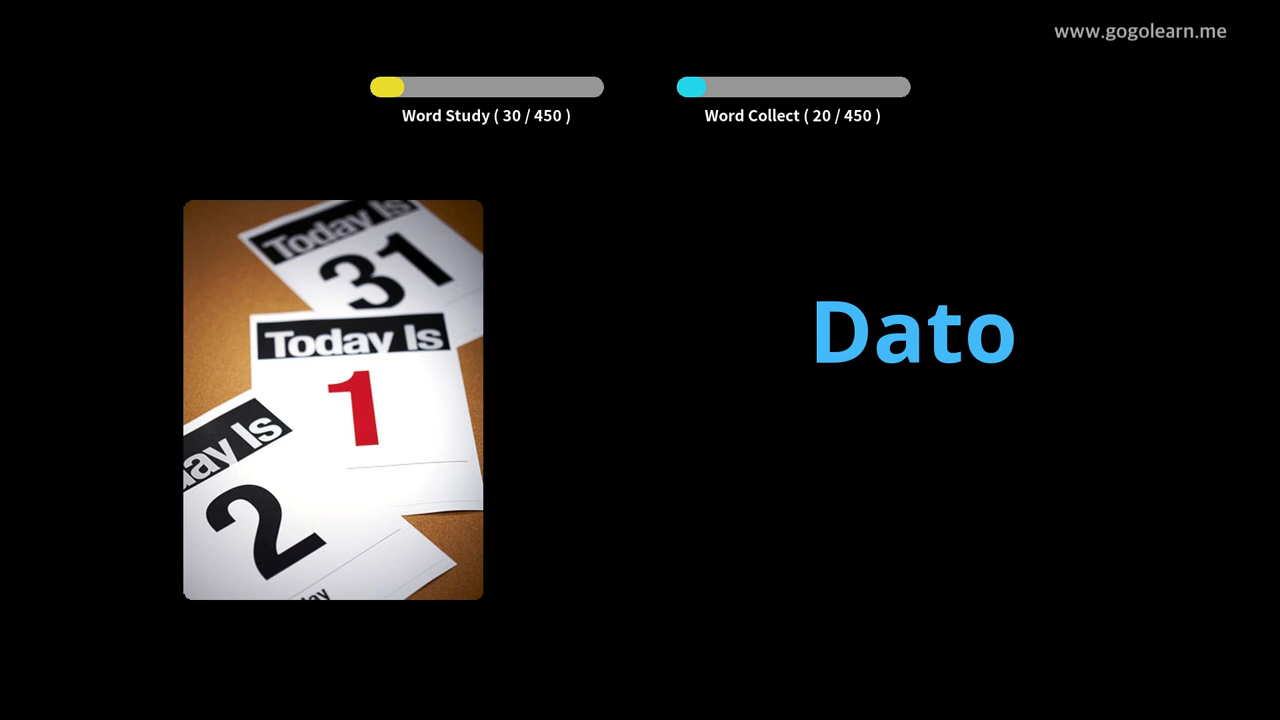 www.gogolearn.me
Word Study ( 30 / 450 )
Word Collect ( 20 / 450 )
Today Is
31
Today Is
1
ay Is
2
Dato